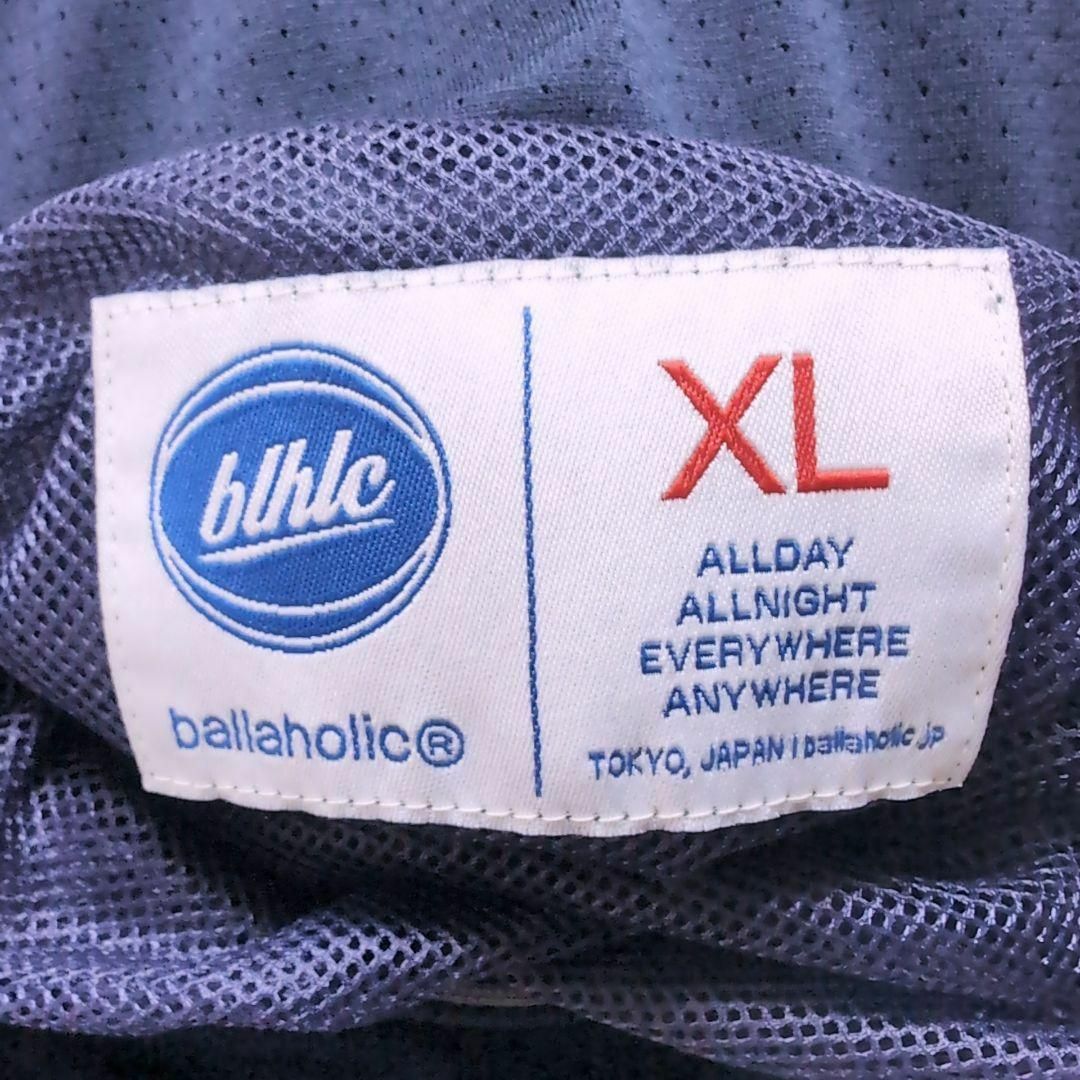 blhlc
ballaholic®
XL
ALLDAY
ALLNIGHT
EVERYWHERE
ANYWHERE
TOKYO, JAPAN | ballaholic.jp